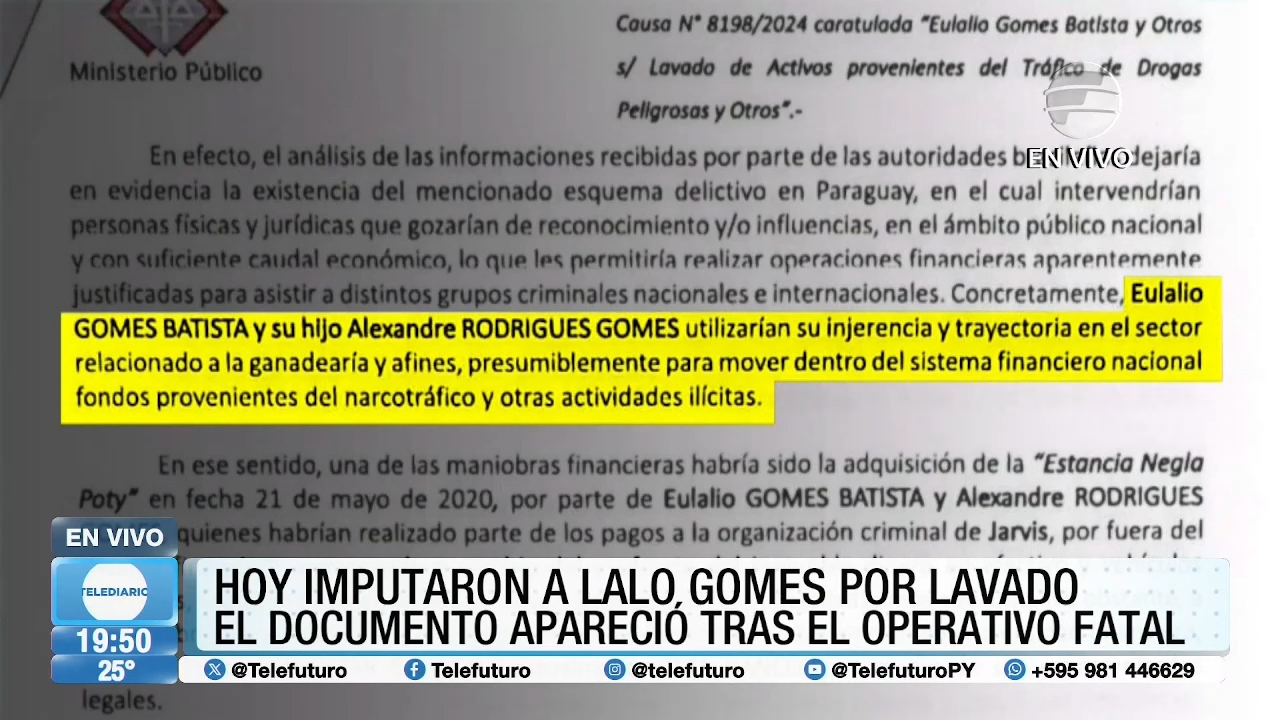 Causa N° 8198/2024 caratulada "Eulalio Gomes Batista y Otros
s/ Lavado de Activos provenientes del Tráfico de Drogas
Peligrosas y Otros".-
Ministerio Público
EN VIVO
En efecto, el análisis de las informaciones recibidas por parte de las autoridades dejaría
en evidencia la existencia del mencionado esquema delictivo en Paraguay, en el cual intervendrían
personas físicas y jurídicas que gozarían de reconocimiento y/o influencias, en el ámbito público nacional
y con suficiente caudal económico, lo que les permitiría realizar operaciones financieras aparentemente
justificadas para asistir a distintos grupos criminales nacionales e internacionales. Concretamente, Eulalio
GOMES BATISTA y su hijo Alexandre RODRIGUES GOMES utilizarían su injerencia y trayectoria en el sector
relacionado a la ganadearía y afines, presumiblemente para mover dentro del sistema financiero nacional
fondos provenientes del narcotráfico y otras actividades ilícitas.
En ese sentido, una de las maniobras financieras habría sido la adquisición de la "Estancia Negla
Poty" en fecha 21 de mayo de 2020, por parte de Eulalio GOMES BATISTA y Alexandre RODRIGUES
quienes habrían realizado parte de los pagos a la organización criminal de Jarvis, por fuera del
legales.
EN VIVO
TELEDIARIO
19:50
25°
HOY IMPUTARON A LALO GOMES POR LAVADO
EL DOCUMENTO APARECIÓ TRAS EL OPERATIVO FATAL
@Telefuturo Telefuturo @telefuturo @TelefuturoPY +595 981 446629